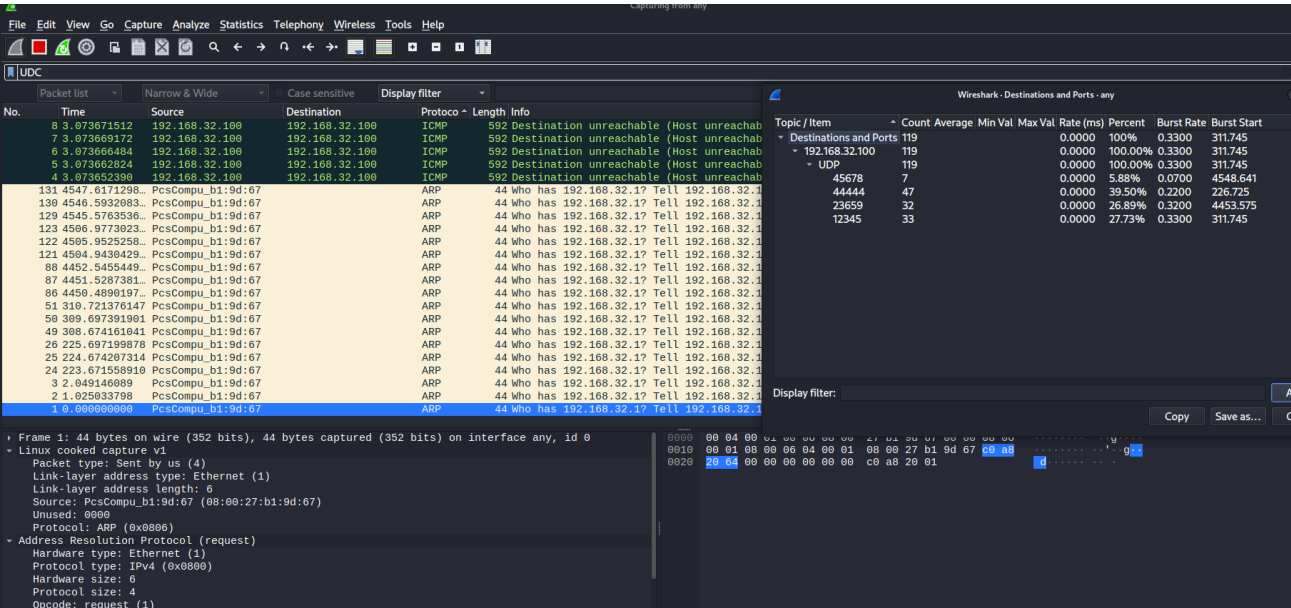 Capturing from any
File Edit View Go Capture Analyze Statistics Telephony Wireless Tools Help
UDC
Packet list Narrow & Wide Case sensitive Display filter
No. Time Source Destination Protoco Length Info
8 3.073671512 192.168.32.100 192.168.32.100 ICMP 592 Destination unreachable (Host unreachab
7 3.073669172 192.168.32.100 192.168.32.100 ICMP 592 Destination unreachable (Host unreachab
6 3.073666484 192.168.32.100 192.168.32.100 ICMP 592 Destination unreachable (Host unreachab
5 3.073662824 192.168.32.100 192.168.32.100 ICMP 592 Destination unreachable (Host unreachab
4 3.073652390 192.168.32.100 192.168.32.100 ICMP 592 Destination unreachable (Host unreachab
131 4547.6171298… PcsCompu_b1:9d:67 ARP 44 Who has 192.168.32.1? Tell 192.168.32.1
130 4546.5932083… PcsCompu_b1:9d:67 ARP 44 Who has 192.168.32.1? Tell 192.168.32.1
129 4545.5763536… PcsCompu_b1:9d:67 ARP 44 Who has 192.168.32.1? Tell 192.168.32.1
123 4506.9773023… PcsCompu_b1:9d:67 ARP 44 Who has 192.168.32.1? Tell 192.168.32.1
122 4505.9525258… PcsCompu_b1:9d:67 ARP 44 Who has 192.168.32.1? Tell 192.168.32.1
121 4504.9430429… PcsCompu_b1:9d:67 ARP 44 Who has 192.168.32.1? Tell 192.168.32.1
88 4452.5455449… PcsCompu_b1:9d:67 ARP 44 Who has 192.168.32.1? Tell 192.168.32.1
87 4451.5287381… PcsCompu_b1:9d:67 ARP 44 Who has 192.168.32.1? Tell 192.168.32.1
86 4450.4890197… PcsCompu_b1:9d:67 ARP 44 Who has 192.168.32.1? Tell 192.168.32.1
51 310.721376147 PcsCompu_b1:9d:67 ARP 44 Who has 192.168.32.1? Tell 192.168.32.1
50 309.697391901 PcsCompu_b1:9d:67 ARP 44 Who has 192.168.32.1? Tell 192.168.32.1
49 308.674161041 PcsCompu_b1:9d:67 ARP 44 Who has 192.168.32.1? Tell 192.168.32.1
26 225.697199878 PcsCompu_b1:9d:67 ARP 44 Who has 192.168.32.1? Tell 192.168.32.1
25 224.674207314 PcsCompu_b1:9d:67 ARP 44 Who has 192.168.32.1? Tell 192.168.32.1
24 223.671558910 PcsCompu_b1:9d:67 ARP 44 Who has 192.168.32.1? Tell 192.168.32.1
3 2.049146089 PcsCompu_b1:9d:67 ARP 44 Who has 192.168.32.1? Tell 192.168.32.1
2 1.025033798 PcsCompu_b1:9d:67 ARP 44 Who has 192.168.32.1? Tell 192.168.32.1
1 0.000000000 PcsCompu_b1:9d:67 ARP 44 Who has 192.168.32.1? Tell 192.168.32.1
Wireshark · Destinations and Ports · any
Topic / Item Count Average Min Val Max Val Rate (ms) Percent Burst Rate Burst Start
Destinations and Ports 119 0.0000 100% 0.3300 311.745
192.168.32.100 119 0.0000 100.00% 0.3300 311.745
UDP 119 0.0000 100.00% 0.3300 311.745
45678 7 0.0000 5.88% 0.0700 4548.641
44444 47 0.0000 39.50% 0.2200 226.725
23659 32 0.0000 26.89% 0.3200 4453.575
12345 33 0.0000 27.73% 0.3300 311.745
Display filter:
Copy Save as…
Frame 1: 44 bytes on wire (352 bits), 44 bytes captured (352 bits) on interface any, id 0
Linux cooked capture v1
Packet type: Sent by us (4)
Link-layer address type: Ethernet (1)
Link-layer address length: 6
Source: PcsCompu_b1:9d:67 (08:00:27:b1:9d:67)
Unused: 0000
Protocol: ARP (0x0806)
Address Resolution Protocol (request)
Hardware type: Ethernet (1)
Protocol type: IPv4 (0x0800)
Hardware size: 6
Protocol size: 4
Opcode: request (1)
0000 00 04 00 01 00 06 08 00 27 b1 9d 67 00 00 08 06 ········ '··g····
0010 00 01 08 00 06 04 00 01 08 00 27 b1 9d 67 c0 a8 ········ ··'··g··
0020 20 64 00 00 00 00 00 00 c0 a8 20 01 d······ ·· ·